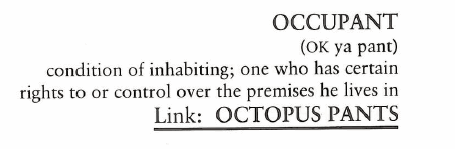 OCCUPANT
(OK ya pant)
condition of inhabiting; one who has certain
rights to or control over the premises he lives in
Link: OCTOPUS PANTS